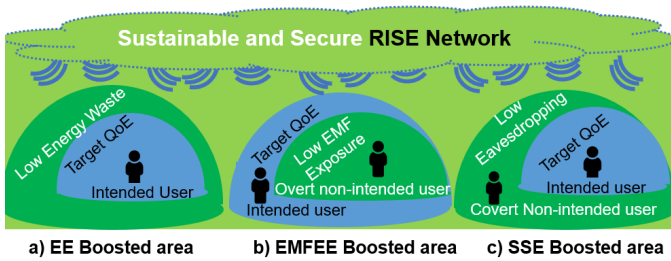 Sustainable and Secure RISE Network
Low Energy Waste
Target QoE
Intended User
Target QoE
Low EMF
Exposure
Overt non-intended user
Intended user
Low
Eavesdropping
Target QoE
Intended user
Covert Non-intended user
a) EE Boosted area
b) EMFEE Boosted area
c) SSE Boosted area